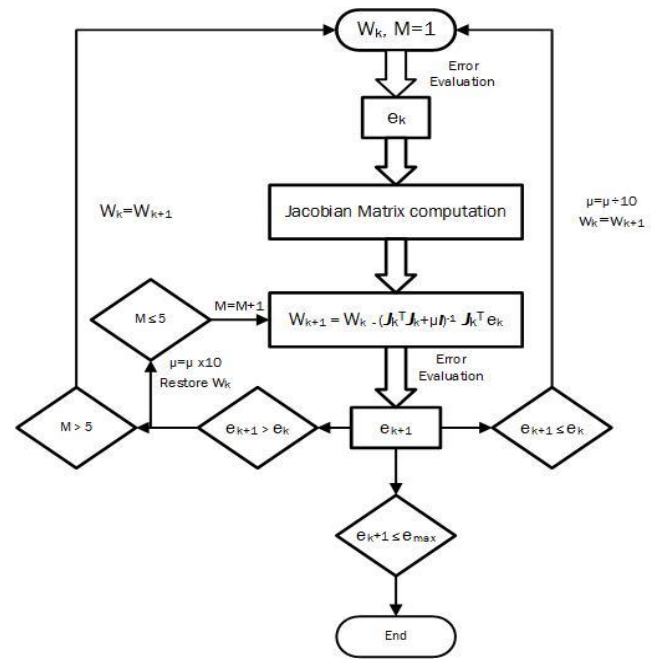 Wk, M=1
Error
Evaluation
ek
Jacobian Matrix computation
Wk=Wk+1
μ=μ÷10
Wk=Wk+1
M ≤ 5
M=M+1
Wk+1 = Wk - (JkTJk+μI)-1 JkT ek
μ=μ x10
Restore Wk
Error
Evaluation
M > 5
ek+1 > ek
ek+1
ek+1 ≤ ek
ek+1 ≤ emax
End